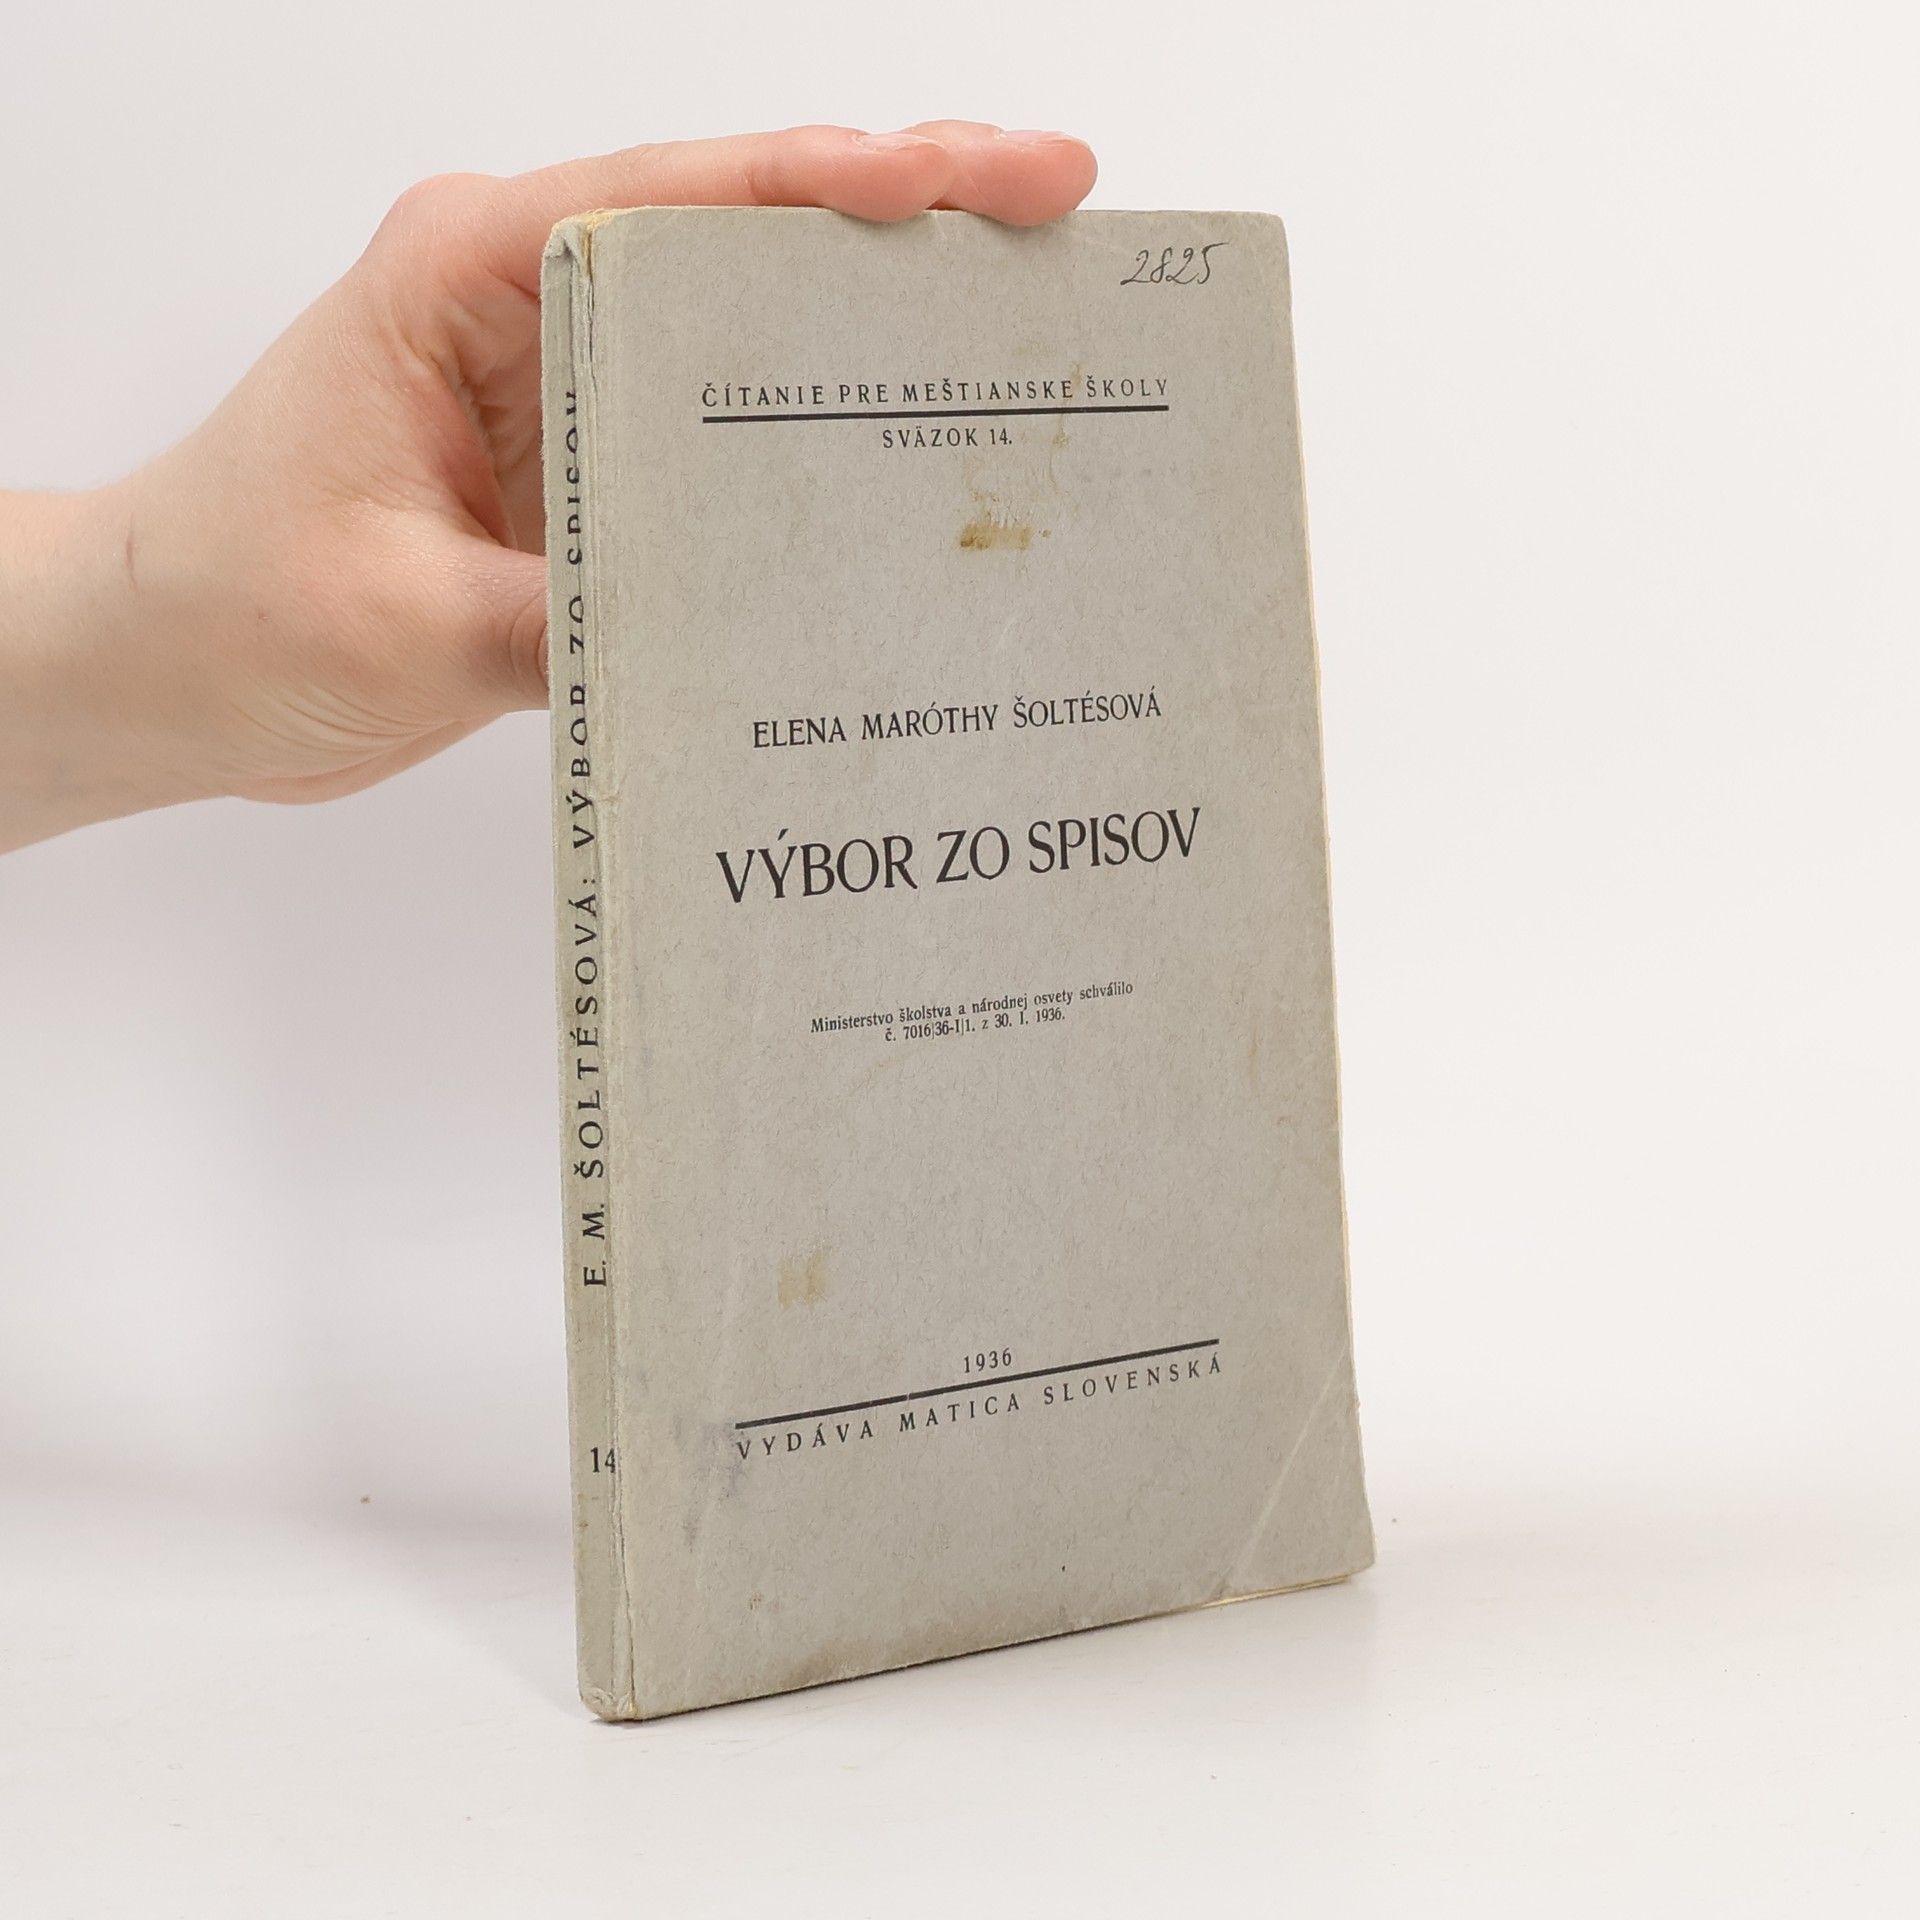 2825
ČÍTANIE PRE MEŠTIANSKE ŠKOLY
SVÄZOK 14.
ELENA MARÓTHY ŠOLTÉSOVÁ
VÝBOR ZO SPISOV
Ministerstvo školstva a národnej osvety schválilo
č. 7016|36-I|1. z 30. I. 1936.
1936
VYDÁVA MATICA SLOVENSKÁ
E. M. ŠOLTÉSOVÁ: VÝBOR ZO SPISOV
14